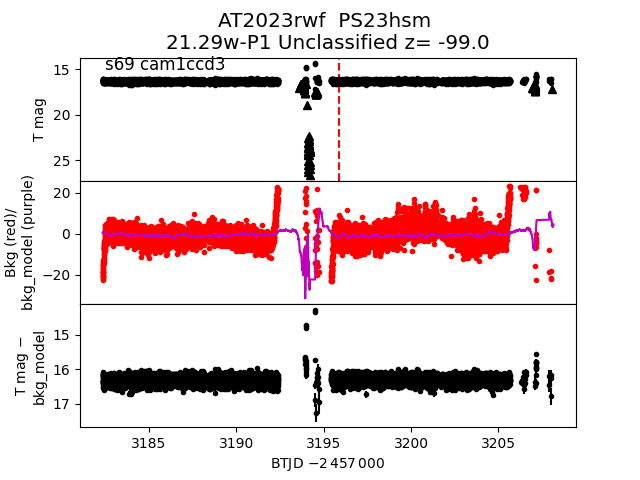 AT2023rwf  PS23hsm
21.29w-P1 Unclassified z= -99.0
s69 cam1ccd3
T mag
15
20
25
Bkg (red)/
bkg_model (purple)
20
0
−20
T mag −
bkg_model
15
16
17
3185
3190
3195
3200
3205
BTJD −2 457 000